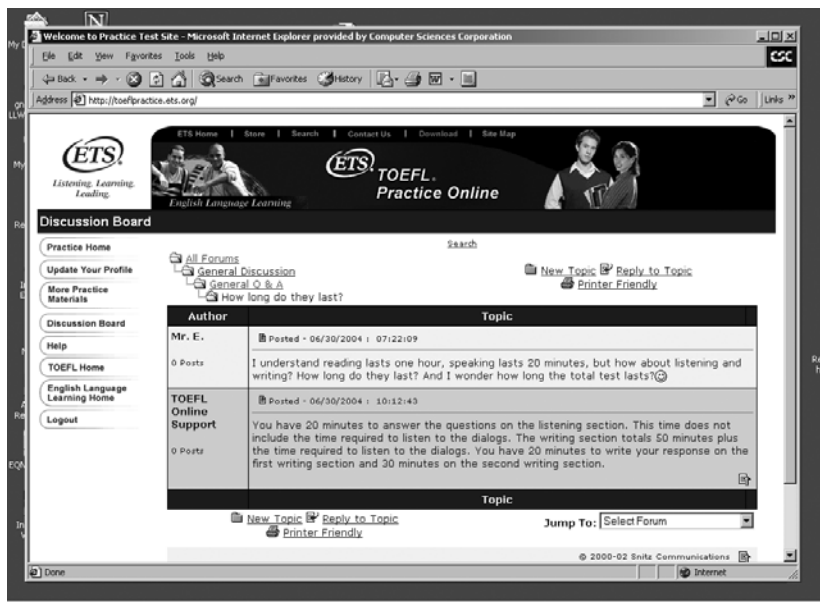 N
My D
Welcome to Practice Test Site - Microsoft Internet Explorer provided by Computer Sciences Corporation
File Edit View Favorites Tools Help
CSC
Back Search Favorites History
Address http://toeflpractice.ets.org/ Go Links »
ETS Home | Store | Search | Contact Us | Download | Site Map
ETS
Listening. Learning.
Leading.
English Language Learning
ETS TOEFL®
Practice Online
Discussion Board
Practice Home
Update Your Profile
More Practice
Materials
Discussion Board
Help
TOEFL Home
English Language
Learning Home
Logout
Search
All Forums
General Discussion
General Q & A
How long do they last?
New Topic Reply to Topic
Printer Friendly
Author Topic
Mr. E.
0 Posts
Posted - 06/30/2004 : 07:22:09
I understand reading lasts one hour, speaking lasts 20 minutes, but how about listening and
writing? How long do they last? And I wonder how long the total test lasts?
TOEFL
Online
Support
0 Posts
Posted - 06/30/2004 : 10:12:43
You have 20 minutes to answer the questions on the listening section. This time does not
include the time required to listen to the dialogs. The writing section totals 50 minutes plus
the time required to listen to the dialogs. You have 20 minutes to write your response on the
first writing section and 30 minutes on the second writing section.
Topic
New Topic Reply to Topic
Printer Friendly
Jump To: Select Forum
© 2000-02 Snitz Communications
Done Internet